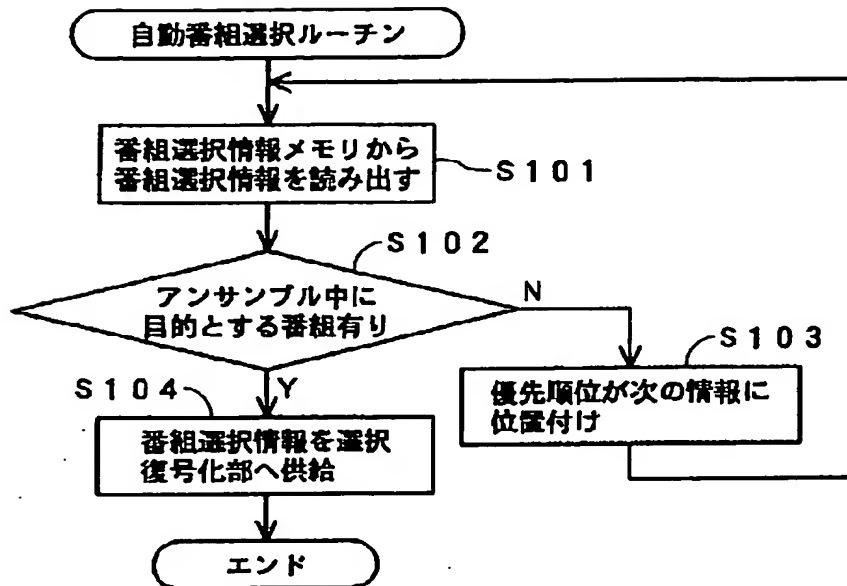 自動番組選択ルーチン
番組選択情報メモリから
番組選択情報を読み出す
S101
S102
アンサンブル中に
目的とする番組有り
N
S103
優先順位が次の情報に
位置付け
S104
Y
番組選択情報を選択
復号化部へ供給
エンド